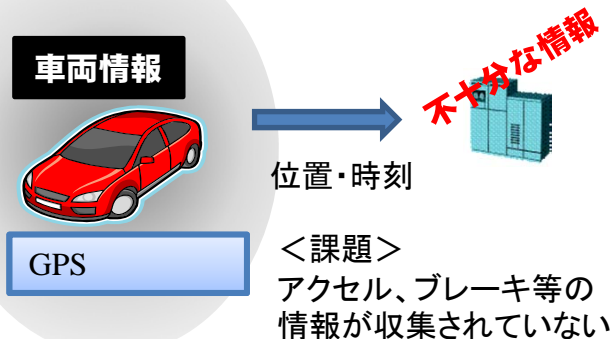 車両情報
不十分な情報
位置・時刻
GPS
＜課題＞
アクセル、ブレーキ等の
情報が収集されていない